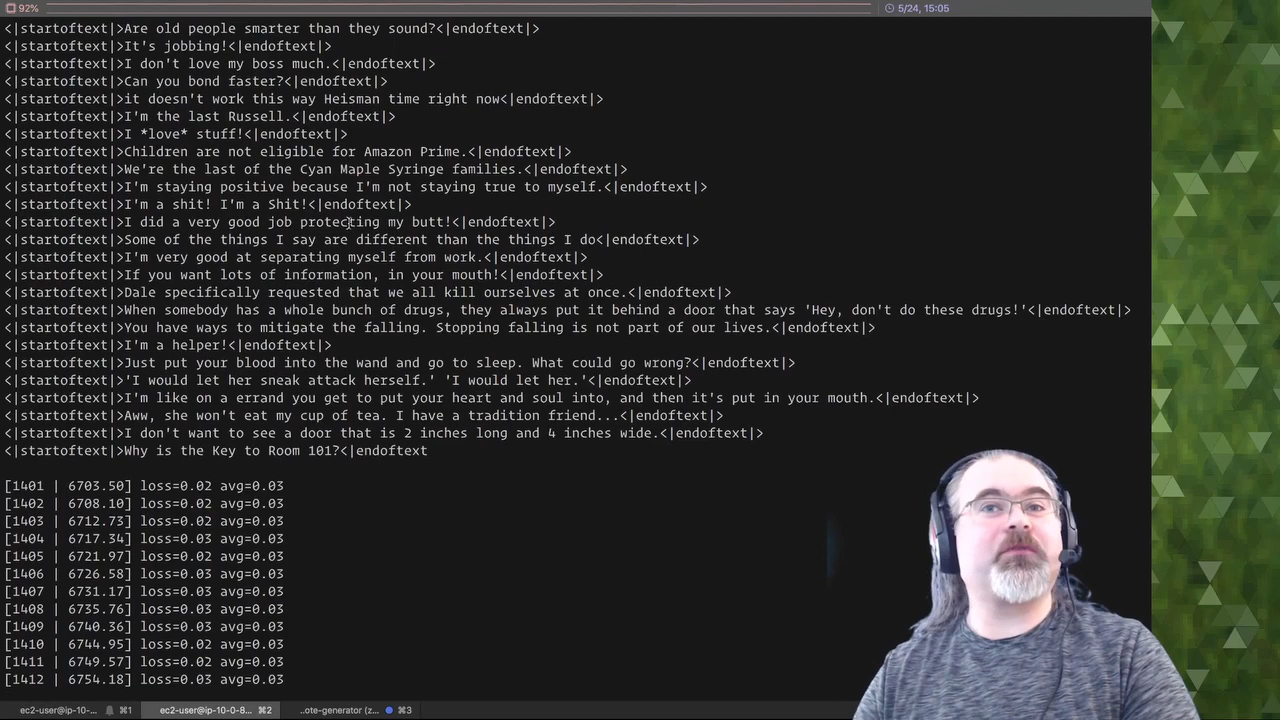 92% 5/24, 15:05
<|startoftext|>Are old people smarter than they sound?<|endoftext|>
<|startoftext|>It's jobbing!<|endoftext|>
<|startoftext|>I don't love my boss much.<|endoftext|>
<|startoftext|>Can you bond faster?<|endoftext|>
<|startoftext|>it doesn't work this way Heisman time right now<|endoftext|>
<|startoftext|>I'm the last Russell.<|endoftext|>
<|startoftext|>I *love* stuff!<|endoftext|>
<|startoftext|>Children are not eligible for Amazon Prime.<|endoftext|>
<|startoftext|>We're the last of the Cyan Maple Syringe families.<|endoftext|>
<|startoftext|>I'm staying positive because I'm not staying true to myself.<|endoftext|>
<|startoftext|>I'm a shit! I'm a Shit!<|endoftext|>
<|startoftext|>I did a very good job protecting my butt!<|endoftext|>
<|startoftext|>Some of the things I say are different than the things I do<|endoftext|>
<|startoftext|>I'm very good at separating myself from work.<|endoftext|>
<|startoftext|>If you want lots of information, in your mouth!<|endoftext|>
<|startoftext|>Dale specifically requested that we all kill ourselves at once.<|endoftext|>
<|startoftext|>When somebody has a whole bunch of drugs, they always put it behind a door that says 'Hey, don't do these drugs!'<|endoftext|>
<|startoftext|>You have ways to mitigate the falling. Stopping falling is not part of our lives.<|endoftext|>
<|startoftext|>I'm a helper!<|endoftext|>
<|startoftext|>Just put your blood into the wand and go to sleep. What could go wrong?<|endoftext|>
<|startoftext|>'I would let her sneak attack herself.' 'I would let her.'<|endoftext|>
<|startoftext|>I'm like on a errand you get to put your heart and soul into, and then it's put in your mouth.<|endoftext|>
<|startoftext|>Aww, she won't eat my cup of tea. I have a tradition friend...<|endoftext|>
<|startoftext|>I don't want to see a door that is 2 inches long and 4 inches wide.<|endoftext|>
<|startoftext|>Why is the Key to Room 101?<|endoftext
[1401 | 6703.50] loss=0.02 avg=0.03
[1402 | 6708.10] loss=0.02 avg=0.03
[1403 | 6712.73] loss=0.02 avg=0.03
[1404 | 6717.34] loss=0.03 avg=0.03
[1405 | 6721.97] loss=0.02 avg=0.03
[1406 | 6726.58] loss=0.03 avg=0.03
[1407 | 6731.17] loss=0.03 avg=0.03
[1408 | 6735.76] loss=0.03 avg=0.03
[1409 | 6740.36] loss=0.03 avg=0.03
[1410 | 6744.95] loss=0.02 avg=0.03
[1411 | 6749.57] loss=0.02 avg=0.03
[1412 | 6754.18] loss=0.03 avg=0.03
ec2-user@ip-10-... ⌘1 ec2-user@ip-10-0-8... ⌘2 ..ote-generator (z... ⌘3